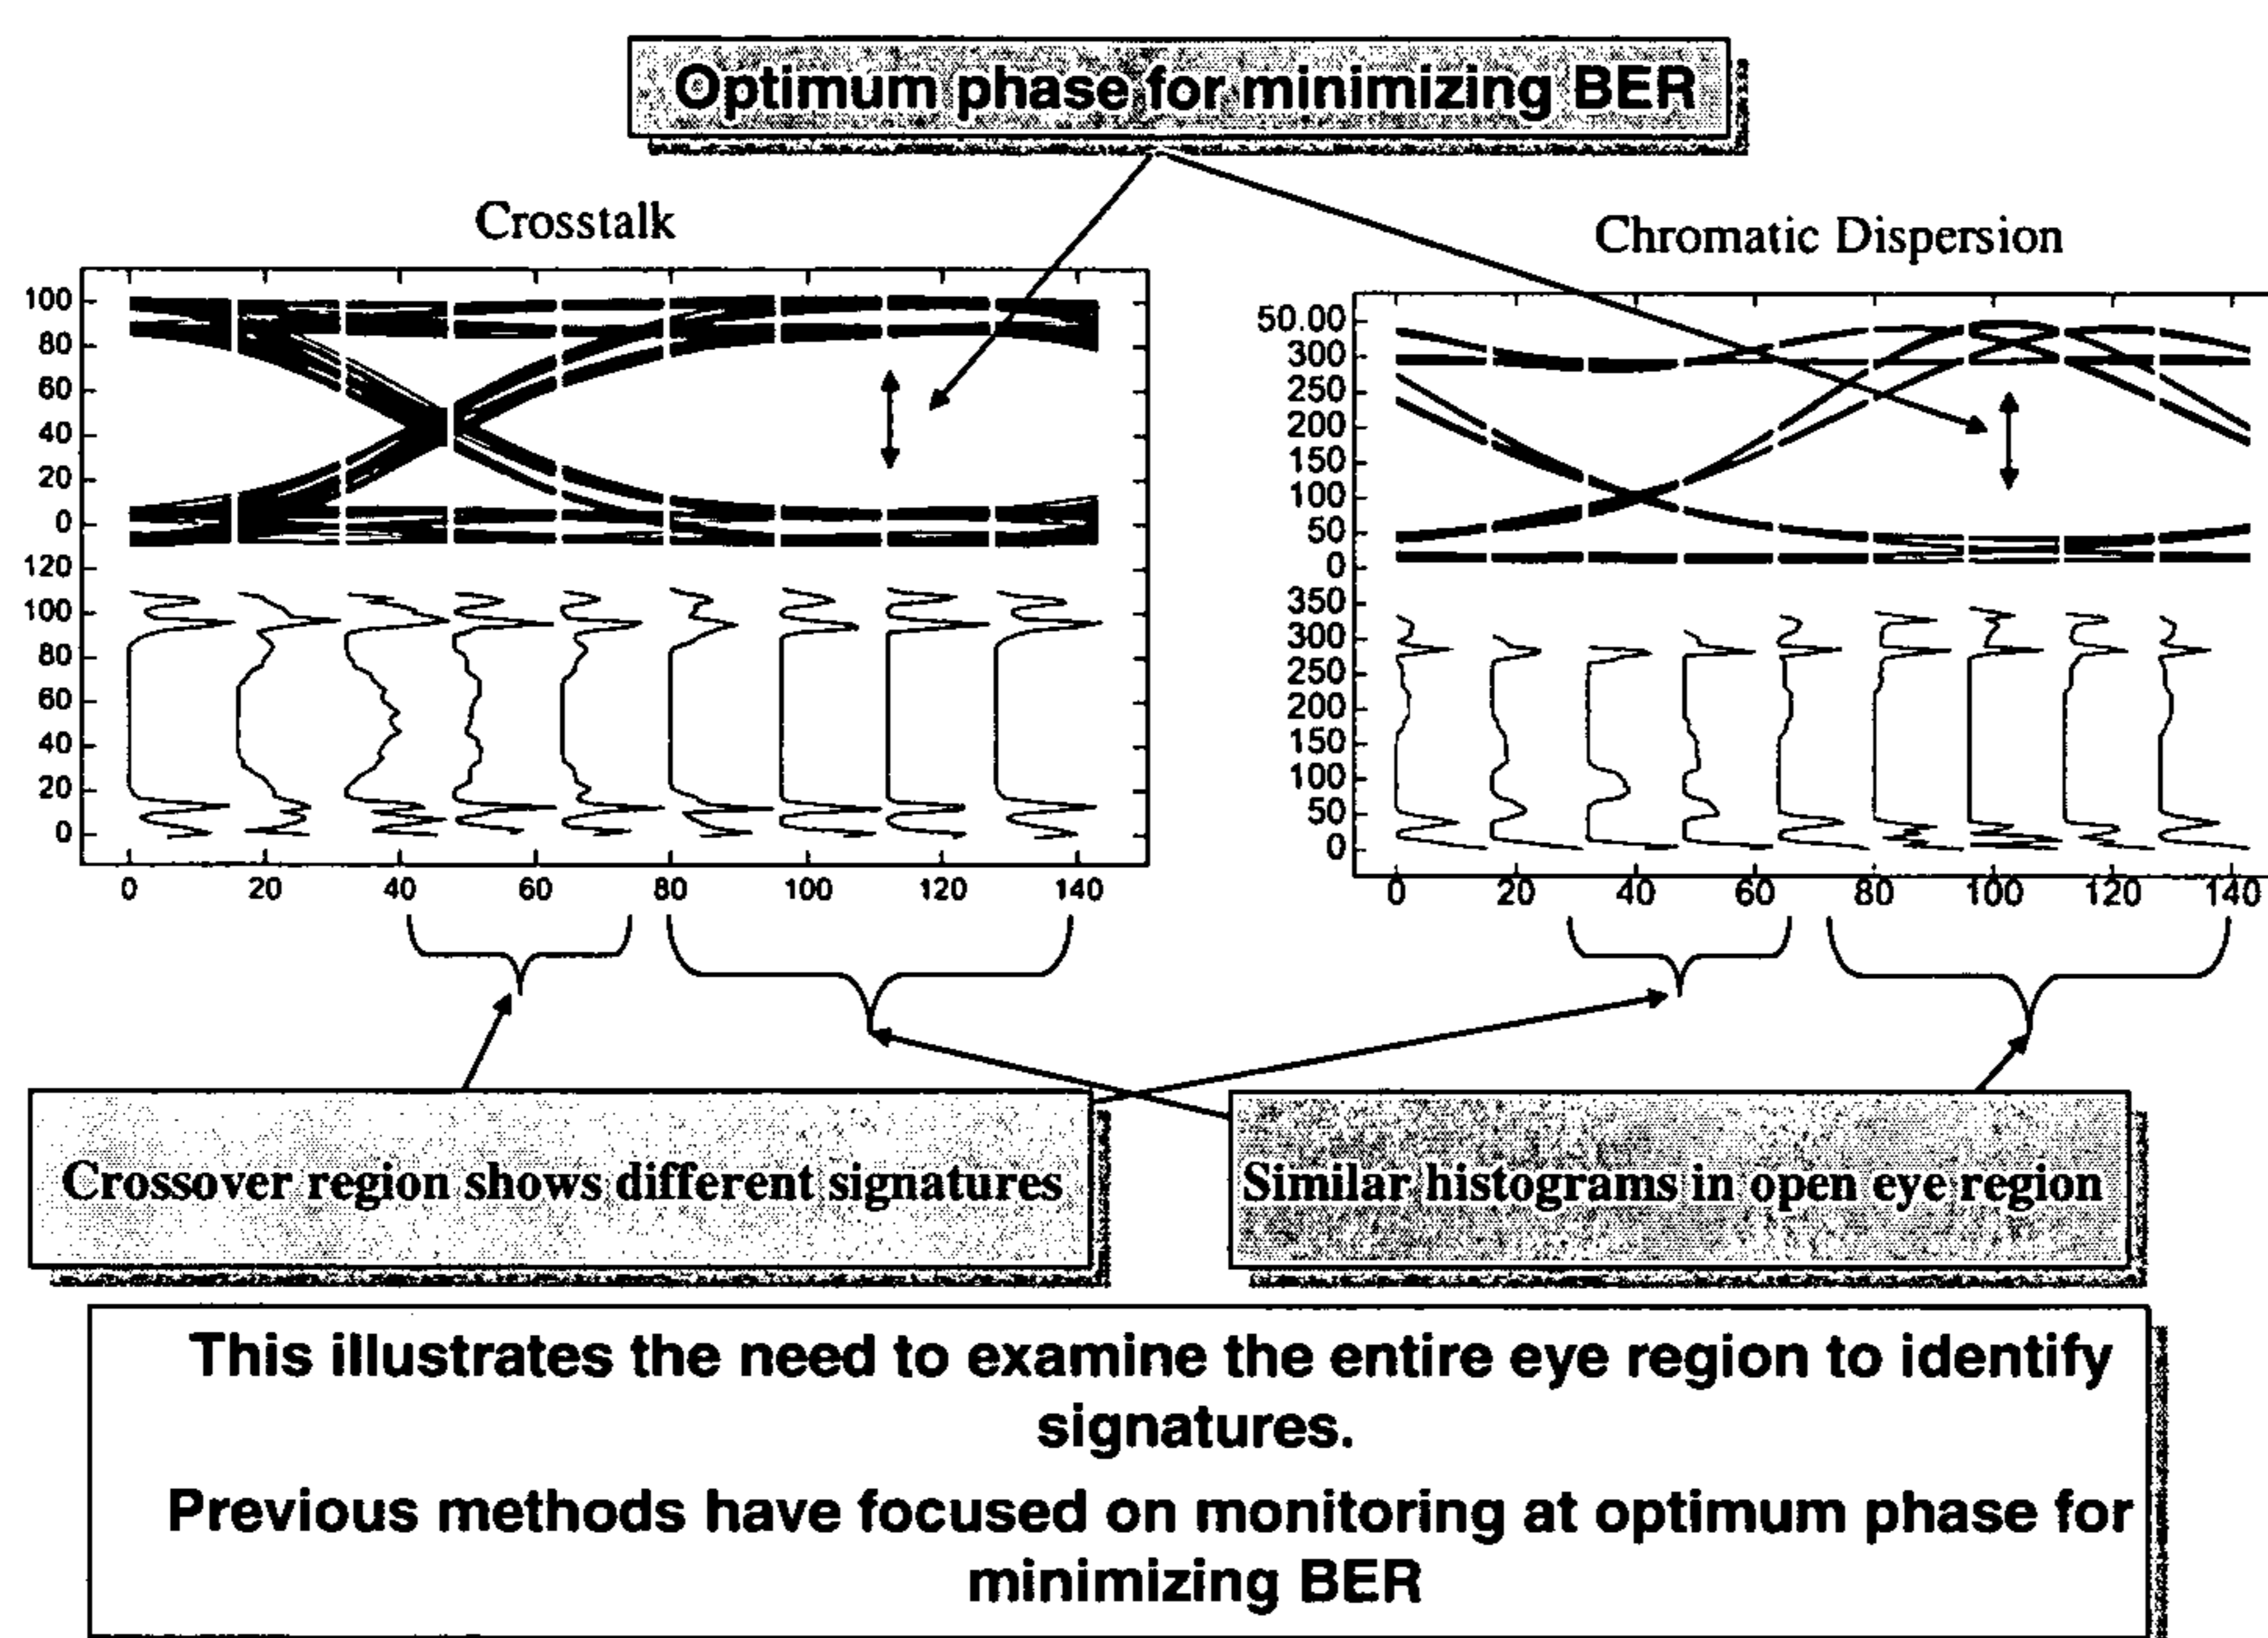 Optimum phase for minimizing BER
Crosstalk
100
80
60
40
20
0
120
100
80
60
40
20
0
0 20 40 60 80 100 120 140
Chromatic Dispersion
50.00
300
250
200
150
100
50
0
350
300
250
200
150
100
50
0
0 20 40 60 80 100 120 140
Crossover region shows different signatures
Similar histograms in open eye region
This illustrates the need to examine the entire eye region to identify
signatures.
Previous methods have focused on monitoring at optimum phase for
minimizing BER